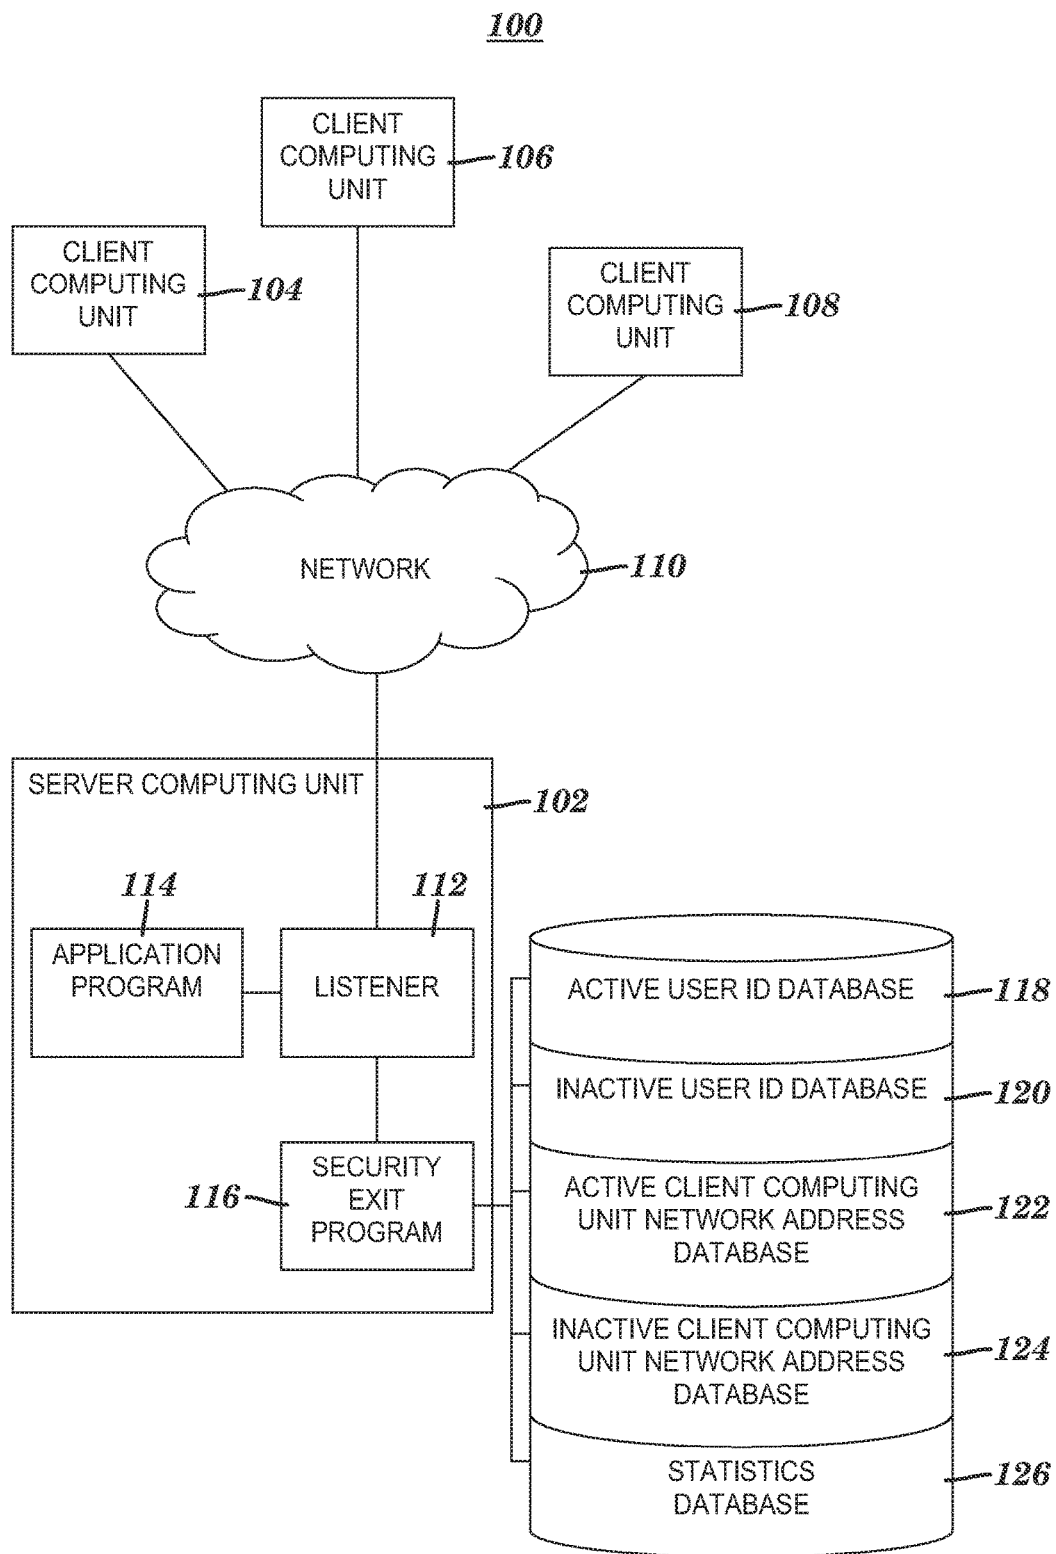 100
CLIENT
COMPUTING
UNIT
106
CLIENT
COMPUTING
UNIT
104
CLIENT
COMPUTING
UNIT
108
NETWORK
110
SERVER COMPUTING UNIT
102
114
112
APPLICATION
PROGRAM
LISTENER
SECURITY
EXIT
PROGRAM
116
ACTIVE USER ID DATABASE
118
INACTIVE USER ID DATABASE
120
ACTIVE CLIENT COMPUTING
UNIT NETWORK ADDRESS
DATABASE
122
INACTIVE CLIENT COMPUTING
UNIT NETWORK ADDRESS
DATABASE
124
STATISTICS
DATABASE
126